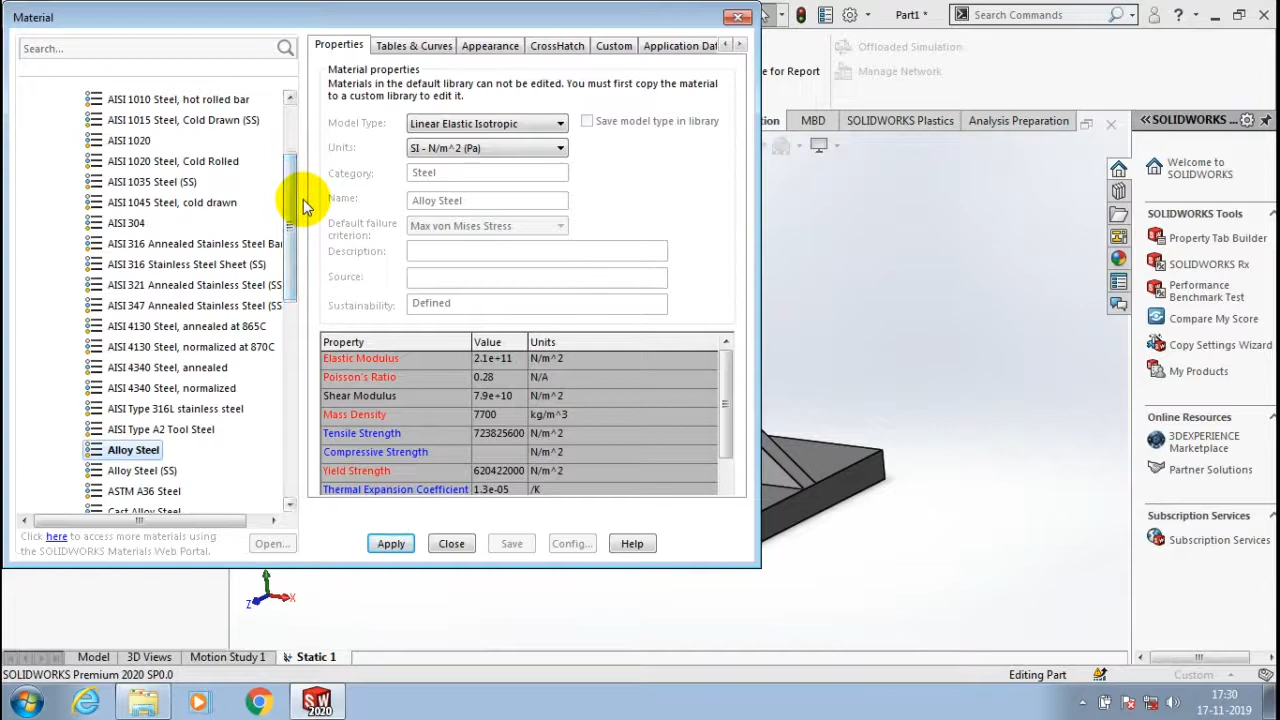 Material
Part1 *
Search Commands
Search...
Properties
Tables & Curves
Appearance
CrossHatch
Custom
Application Dat
Offloaded Simulation
e for Report
Manage Network
MBD
SOLIDWORKS Plastics
Analysis Preparation
SOLIDWORKS ...
Material properties
Materials in the default library can not be edited. You must first copy the material
to a custom library to edit it.
Model Type:
Linear Elastic Isotropic
Save model type in library
Units:
SI - N/m^2 (Pa)
Category:
Steel
Name:
Alloy Steel
Default failure
criterion:
Max von Mises Stress
Description:
Source:
Sustainability:
Defined
AISI 1010 Steel, hot rolled bar
AISI 1015 Steel, Cold Drawn (SS)
AISI 1020
AISI 1020 Steel, Cold Rolled
AISI 1035 Steel (SS)
AISI 1045 Steel, cold drawn
AISI 304
AISI 316 Annealed Stainless Steel Bar
AISI 316 Stainless Steel Sheet (SS)
AISI 321 Annealed Stainless Steel (SS
AISI 347 Annealed Stainless Steel (SS
AISI 4130 Steel, annealed at 865C
AISI 4130 Steel, normalized at 870C
AISI 4340 Steel, annealed
AISI 4340 Steel, normalized
AISI Type 316L stainless steel
AISI Type A2 Tool Steel
Alloy Steel
Alloy Steel (SS)
ASTM A36 Steel
Cast Alloy Steel
Property Value Units
Elastic Modulus 2.1e+11 N/m^2
Poisson's Ratio 0.28 N/A
Shear Modulus 7.9e+10 N/m^2
Mass Density 7700 kg/m^3
Tensile Strength 723825600 N/m^2
Compressive Strength N/m^2
Yield Strength 620422000 N/m^2
Thermal Expansion Coefficient 1.3e-05 /K
Click here to access more materials using
the SOLIDWORKS Materials Web Portal.
Open...
Apply
Close
Save
Config...
Help
Welcome to
SOLIDWORKS
SOLIDWORKS Tools
Property Tab Builder
SOLIDWORKS Rx
Performance
Benchmark Test
Compare My Score
Copy Settings Wizard
My Products
Online Resources
3DEXPERIENCE
Marketplace
Partner Solutions
Subscription Services
Subscription Services
Y
Z
X
Model
3D Views
Motion Study 1
Static 1
SOLIDWORKS Premium 2020 SP0.0
Editing Part
Custom
SW
2020
17:30
17-11-2019